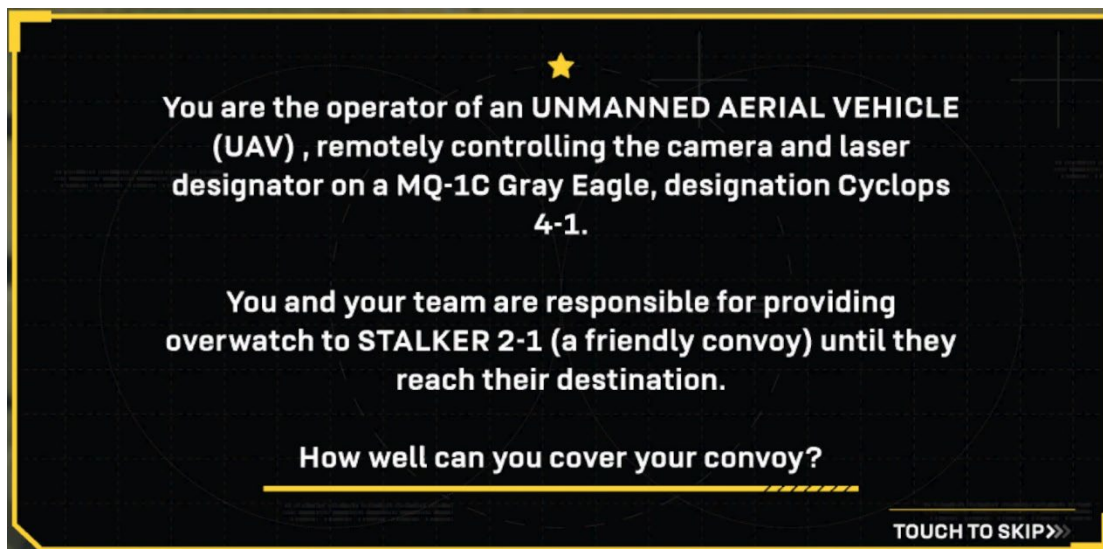 You are the operator of an UNMANNED AERIAL VEHICLE
(UAV) , remotely controlling the camera and laser
designator on a MQ-1C Gray Eagle, designation Cyclops
4-1.
You and your team are responsible for providing
overwatch to STALKER 2-1 (a friendly convoy) until they
reach their destination.
How well can you cover your convoy?
TOUCH TO SKIP>>>